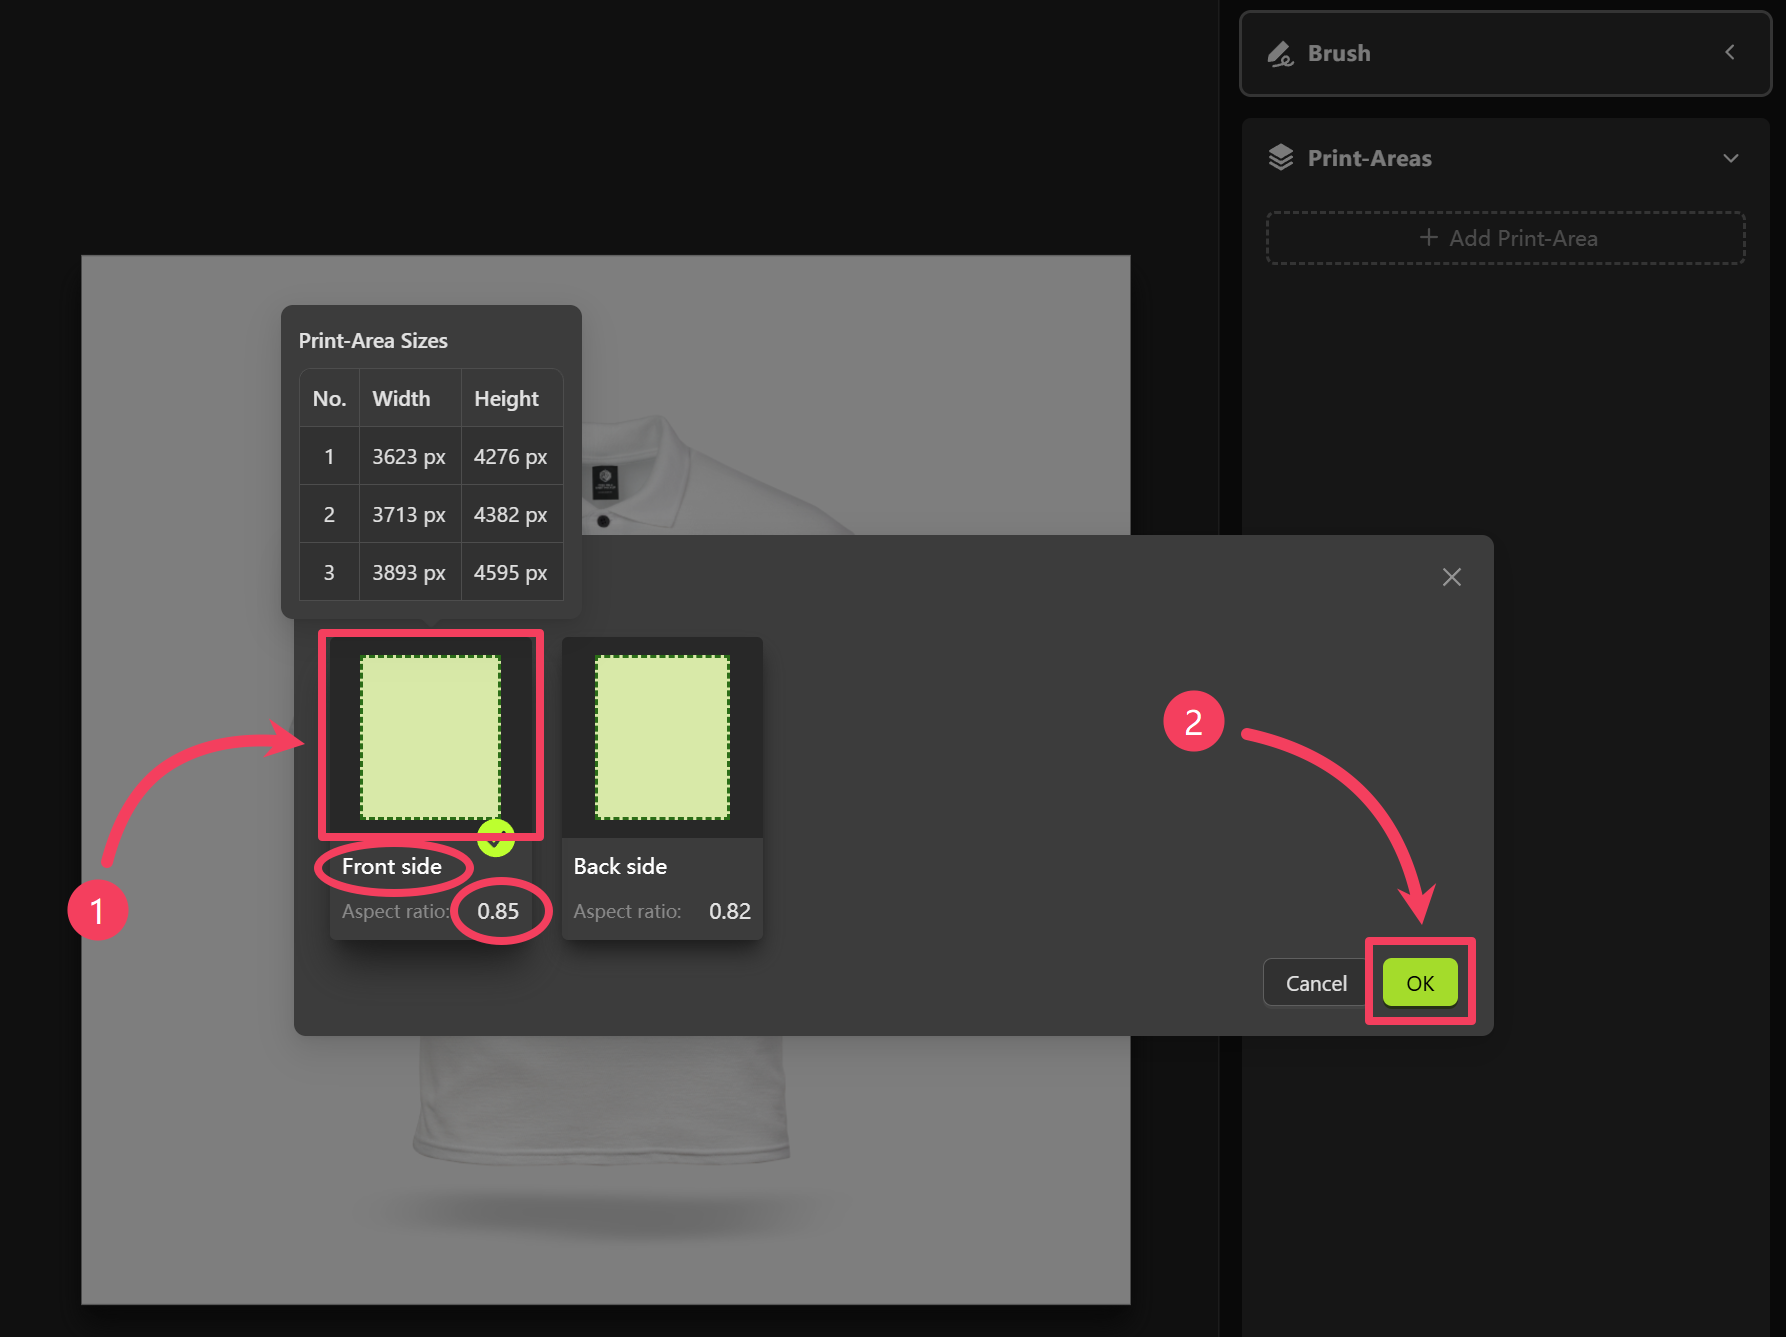 Brush
Print-Areas
+ Add Print-Area
Print-Area Sizes
No. Width Height
1 3623 px 4276 px
2 3713 px 4382 px
3 3893 px 4595 px
2
Front side
Aspect ratio: 0.85
Back side
Aspect ratio: 0.82
1
Cancel
OK